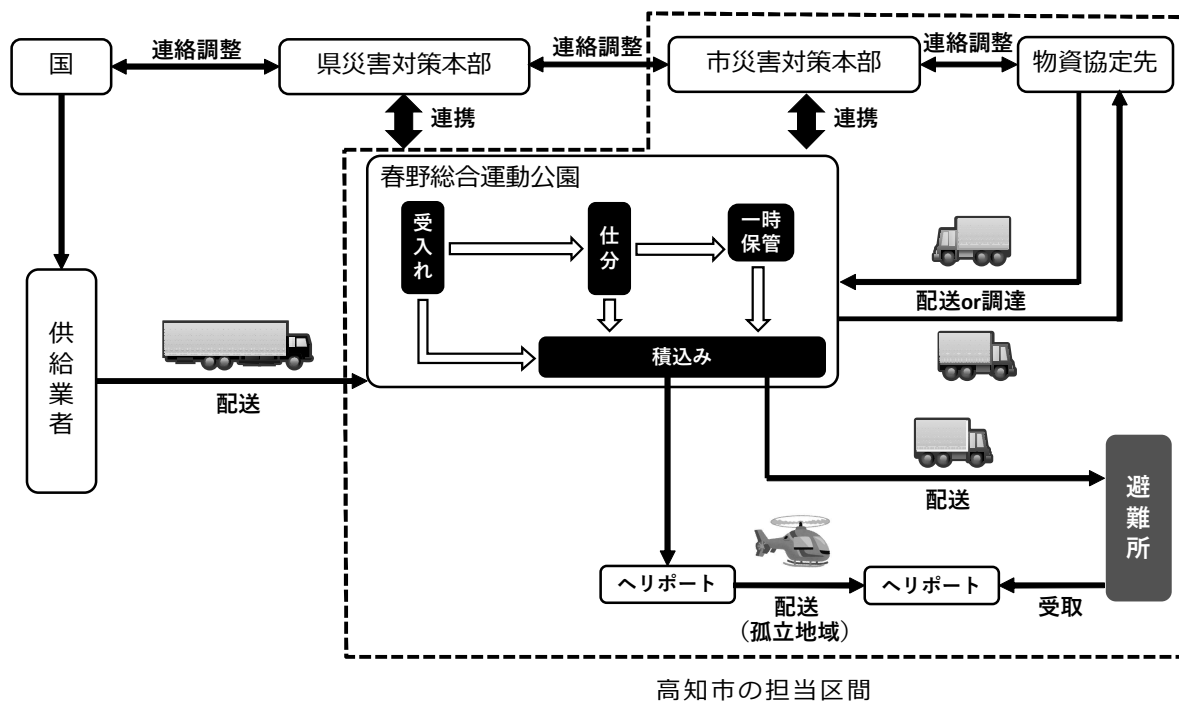 国
連絡調整
県災害対策本部
連絡調整
市災害対策本部
連絡調整
物資協定先
連携
連携
春野総合運動公園
受入れ
仕分
一時
保管
積込み
配送or調達
供給業者
配送
配送
避難所
ヘリポート
配送
（孤立地域）
ヘリポート
受取
高知市の担当区間